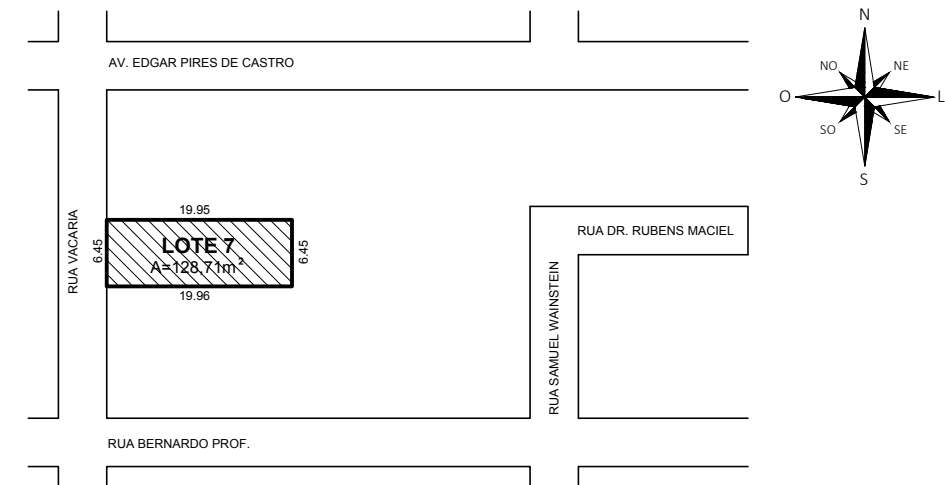 AV. EDGAR PIRES DE CASTRO
N
NO
NE
O
L
SO
SE
S
RUA VACARIA
19.95
6.45
LOTE 7
A=128,71m²
6.45
19.96
RUA DR. RUBENS MACIEL
RUA SAMUEL WAINSTEIN
RUA BERNARDO PROF.